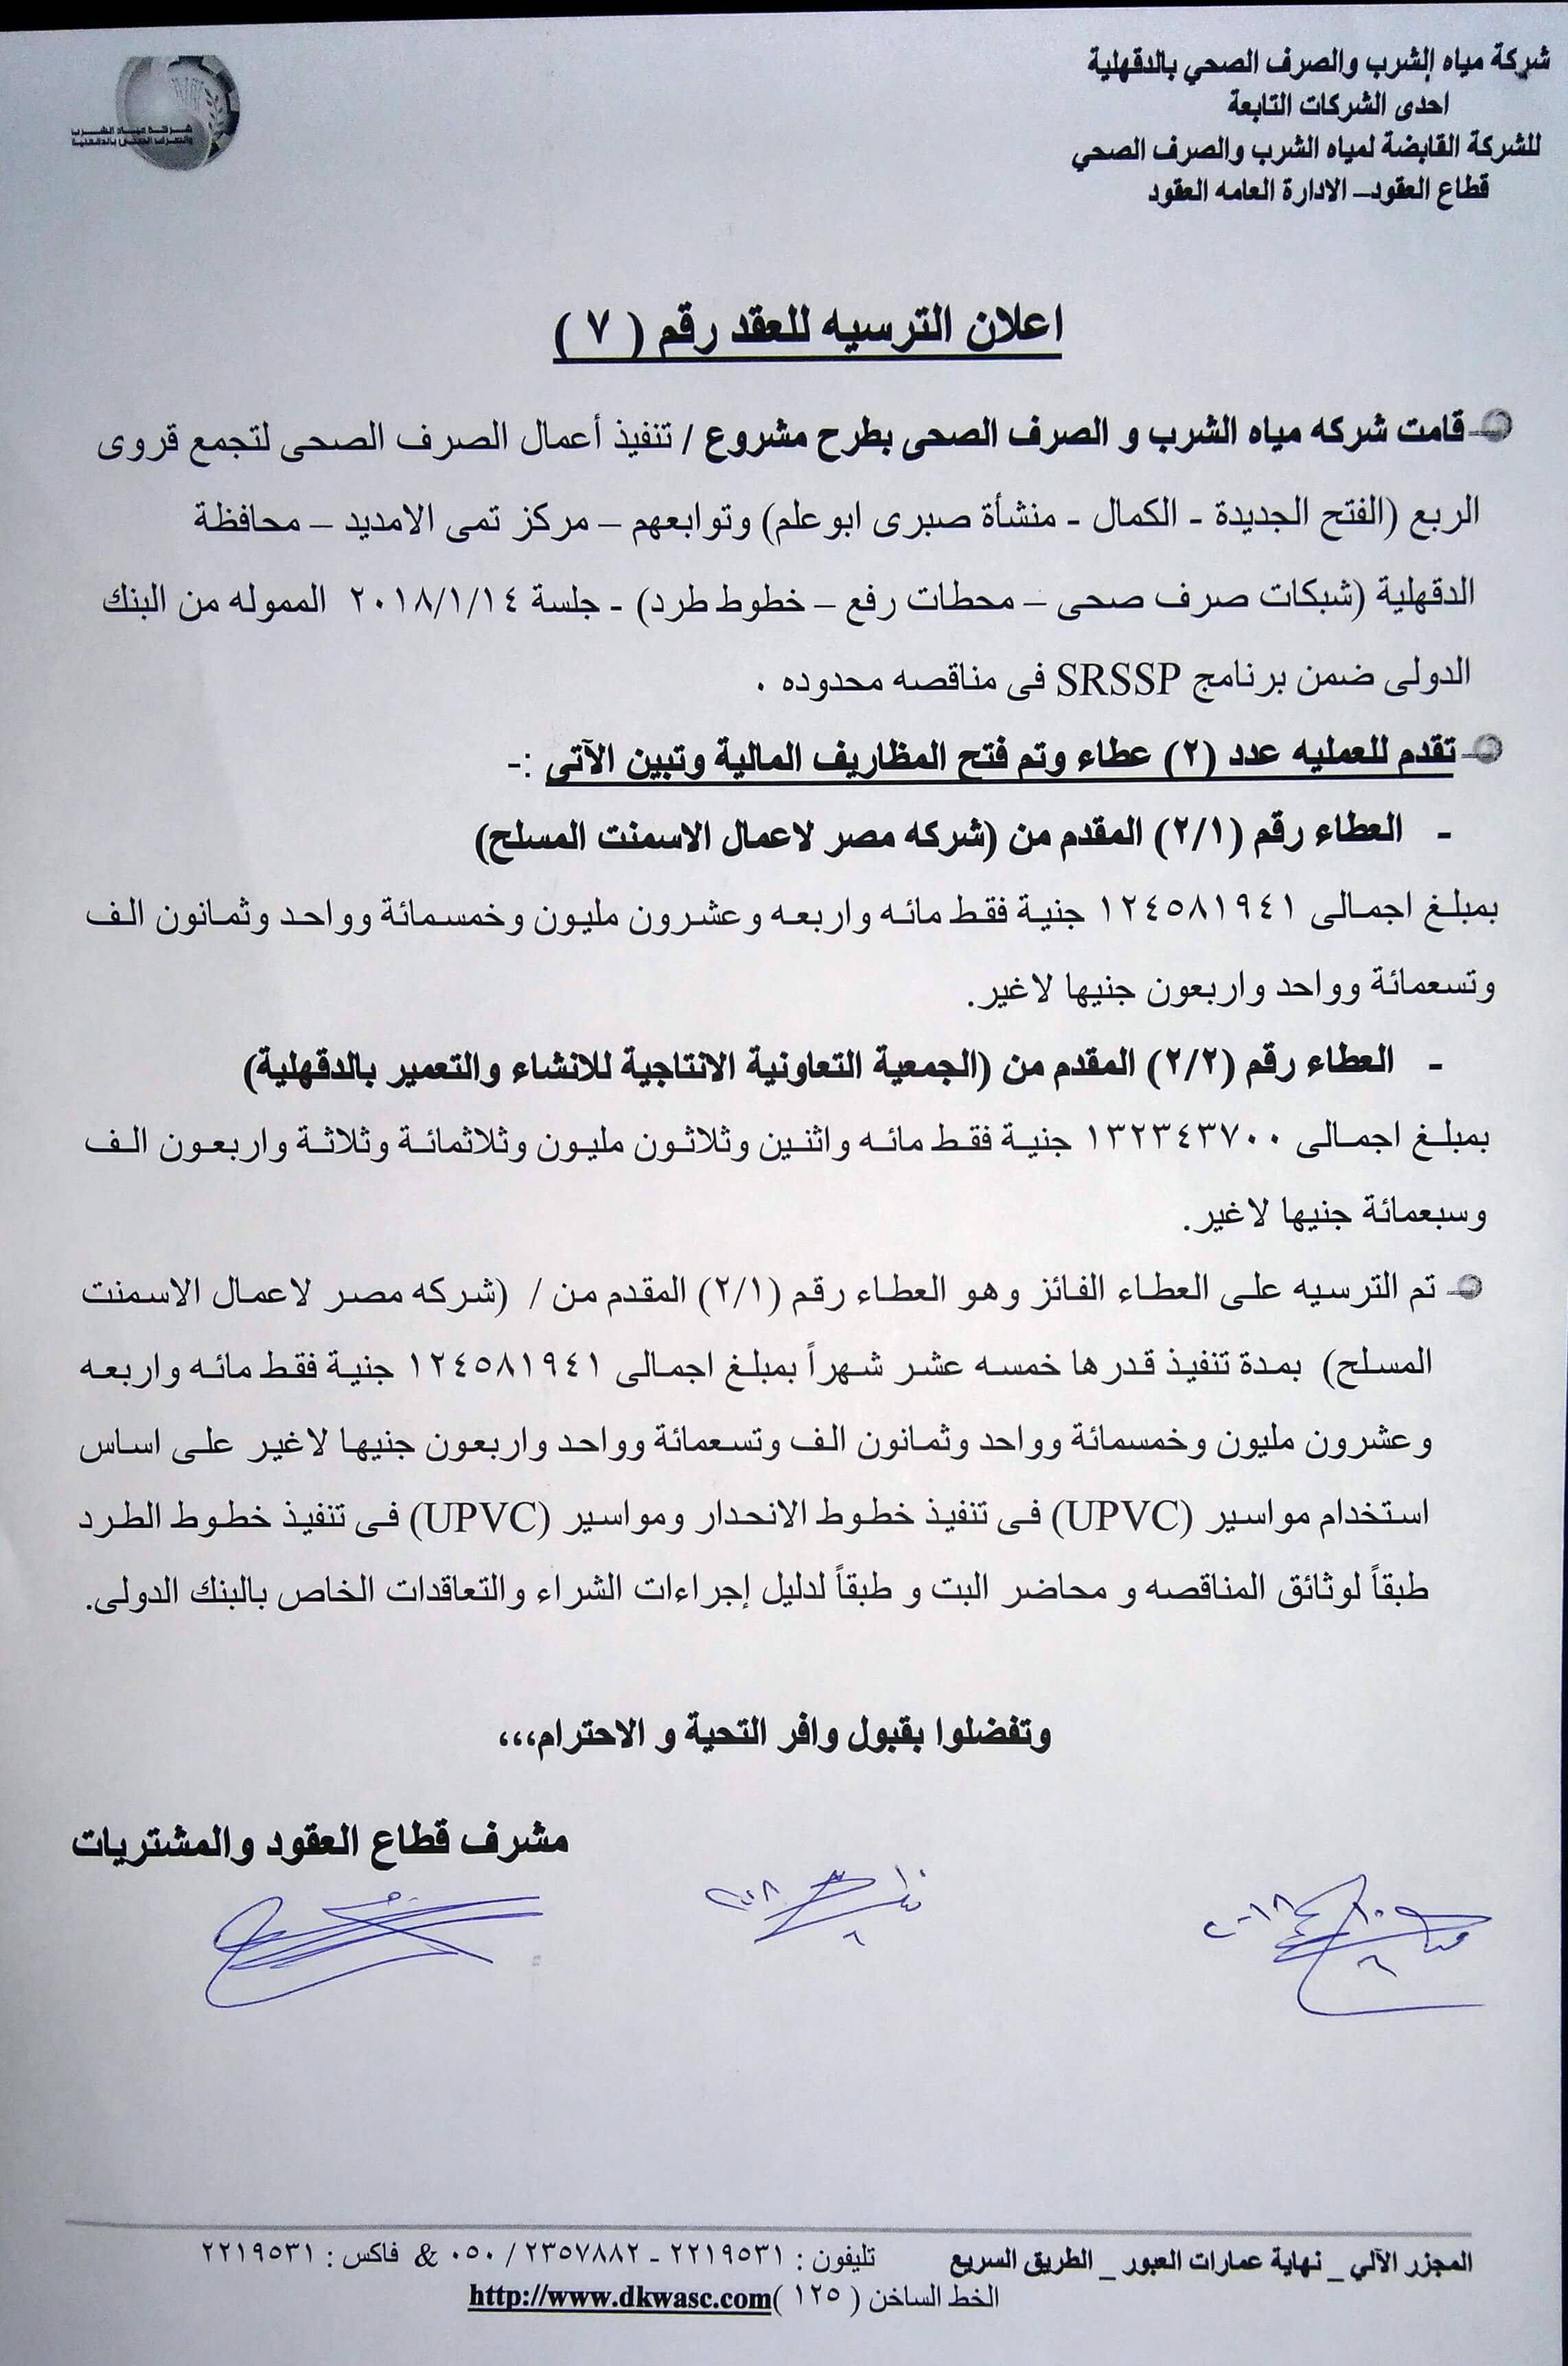 شركة مياه الشرب والصرف الصحي بالدقهلية
احدى الشركات التابعة
للشركة القابضة لمياه الشرب والصرف الصحي
قطاع العقود– الادارة العامه العقود
شركة مياه الشرب
والصرف الصحى بالدقهلية
اعلان الترسيه للعقد رقم ( ٧ )
قامت شركه مياه الشرب و الصرف الصحى بطرح مشروع / تنفيذ أعمال الصرف الصحى لتجمع قروى
الربع (الفتح الجديدة - الكمال - منشأة صبرى ابوعلم) وتوابعهم – مركز تمى الامديد – محافظة
الدقهلية (شبكات صرف صحى – محطات رفع – خطوط طرد) - جلسة ٢٠١٨/١/١٤ المموله من البنك
الدولى ضمن برنامج SRSSP فى مناقصه محدوده .
تقدم للعمليه عدد (٢) عطاء وتم فتح المظاريف المالية وتبين الآتى :-
- العطاء رقم (٢/١) المقدم من (شركه مصر لاعمال الاسمنت المسلح)
بمبلغ اجمالى ١٢٤٥٨١٩٤١ جنية فقط مائه واربعه وعشرون مليون وخمسمائة وواحد وثمانون الف
وتسعمائة وواحد واربعون جنيها لاغير.
- العطاء رقم (٢/٢) المقدم من (الجمعية التعاونية الانتاجية للانشاء والتعمير بالدقهلية)
بمبلغ اجمالى ١٣٢٣٤٣٧٠٠ جنية فقط مائه واثنين وثلاثون مليون وثلاثمائة وثلاثة واربعون الف
وسبعمائة جنيها لاغير.
تم الترسيه على العطاء الفائز وهو العطاء رقم (٢/١) المقدم من / (شركه مصر لاعمال الاسمنت
المسلح) بمدة تنفيذ قدرها خمسه عشر شهراً بمبلغ اجمالى ١٢٤٥٨١٩٤١ جنية فقط مائه واربعه
وعشرون مليون وخمسمائة وواحد وثمانون الف وتسعمائة وواحد واربعون جنيها لاغير على اساس
استخدام مواسير (UPVC) فى تنفيذ خطوط الانحدار ومواسير (UPVC) فى تنفيذ خطوط الطرد
طبقاً لوثائق المناقصه و محاضر البت و طبقاً لدليل إجراءات الشراء والتعاقدات الخاص بالبنك الدولى.
وتفضلوا بقبول وافر التحية و الاحترام،،،
مشرف قطاع العقود والمشتريات
المجزر الآلي _ نهاية عمارات العبور _ الطريق السريع تليفون : ٢٢١٩٥٣١ - ٢٣٥٧٨٨٢ / ٠٥٠ & فاكس : ٢٢١٩٥٣١
الخط الساخن ( ١٢٥ )http://www.dkwasc.com